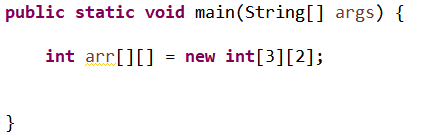 public static void main(String[] args) {
int arr[][] = new int[3][2];
}